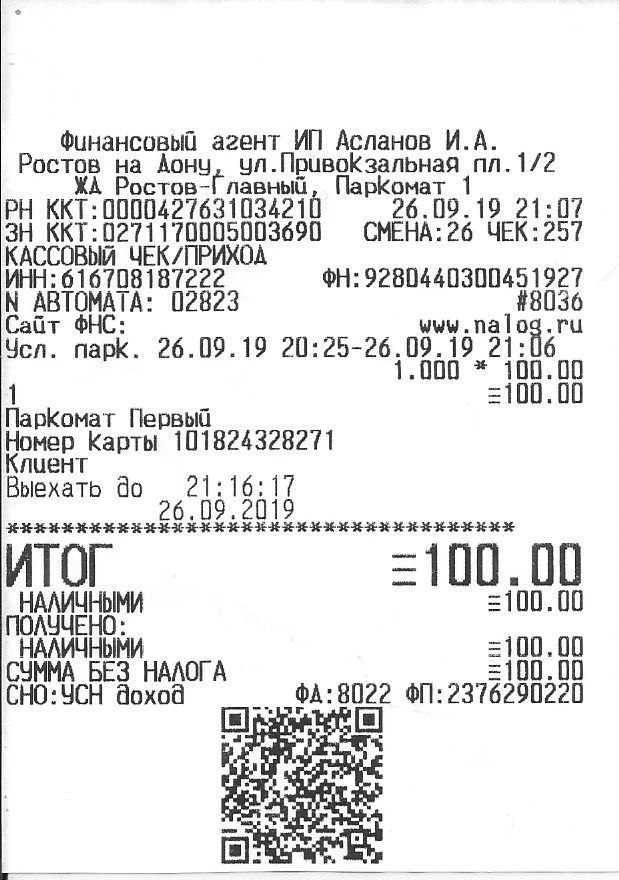 Финансовый агент ИП Асланов И.А.
Ростов на Дону, ул.Привокзальная пл.1/2
ЖД Ростов-Главный, Паркомат 1
РН ККТ:0000427631034210 26.09.19 21:07
ЗН ККТ:0271170005003690 СМЕНА:26 ЧЕК:257
КАССОВЫЙ ЧЕК/ПРИХОД
ИНН:616708187222 ФН:9280440300451927
N АВТОМАТА: 02823 #8036
Сайт ФНС: www.nalog.ru
Усл. парк. 26.09.19 20:25-26.09.19 21:06
1.000 * 100.00
1 ≡100.00
Паркомат Первый
Номер карты 101824328271
Клиент
Выехать до 21:16:17
26.09.2019
****************************************
ИТОГ ≡100.00
НАЛИЧНЫМИ ≡100.00
ПОЛУЧЕНО:
НАЛИЧНЫМИ ≡100.00
СУММА БЕЗ НАЛОГА ≡100.00
СНО:УСН доход ФД:8022 ФП:2376290220